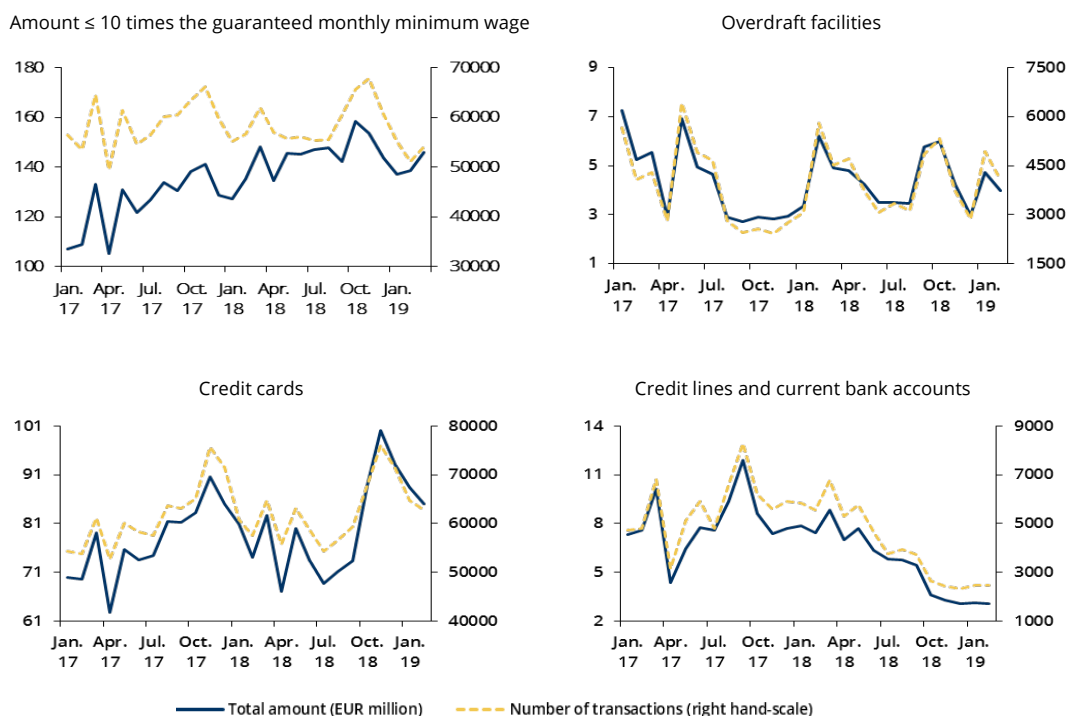 Amount ≤ 10 times the guaranteed monthly minimum wage
180
160
140
120
100
70000
60000
50000
40000
30000
Jan. Apr. Jul. Oct. Jan. Apr. Jul. Oct. Jan.
17 17 17 17 18 18 18 18 19
Overdraft facilities
9
7
5
3
1
7500
6000
4500
3000
1500
Jan. Apr. Jul. Oct. Jan. Apr. Jul. Oct. Jan.
17 17 17 17 18 18 18 18 19
Credit cards
101
91
81
71
61
80000
70000
60000
50000
40000
Jan. Apr. Jul. Oct. Jan. Apr. Jul. Oct. Jan.
17 17 17 17 18 18 18 18 19
Credit lines and current bank accounts
14
11
8
5
2
9000
7000
5000
3000
1000
Jan. Apr. Jul. Oct. Jan. Apr. Jul. Oct. Jan.
17 17 17 17 18 18 18 18 19
Total amount (EUR million)
Number of transactions (right hand-scale)